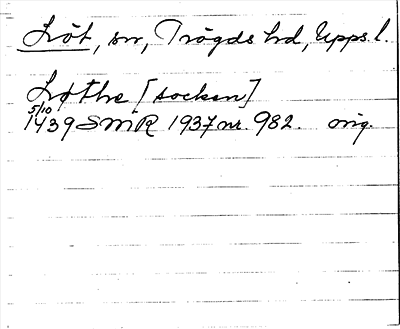 Löt, sn, Trögds hd, Upps. l.
Løthe [socken]
5/10
1439 SMR 1937 nr. 982. orig.